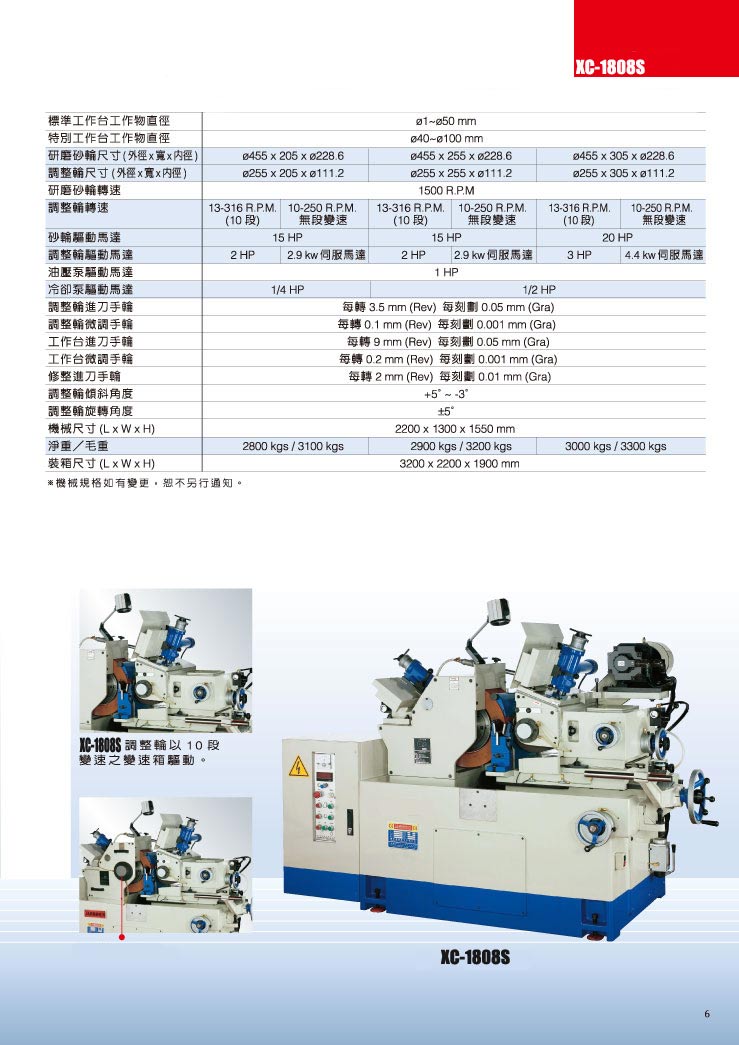 XC-1808S
標準工作台工作物直徑 ø1~ø50 mm
特別工作台工作物直徑 ø40~ø100 mm
研磨砂輪尺寸(外徑x寬x內徑) ø455 x 205 x ø228.6 ø455 x 255 x ø228.6 ø455 x 305 x ø228.6
調整輪尺寸(外徑x寬x內徑) ø255 x 205 x ø111.2 ø255 x 255 x ø111.2 ø255 x 305 x ø111.2
研磨砂輪轉速 1500 R.P.M
調整輪轉速 13-316 R.P.M. 10-250 R.P.M. 13-316 R.P.M. 10-250 R.P.M. 13-316 R.P.M. 10-250 R.P.M.
(10 段) 無段變速 (10 段) 無段變速 (10 段) 無段變速
砂輪驅動馬達 15 HP 15 HP 20 HP
調整輪驅動馬達 2 HP 2.9 kw 伺服馬達 2 HP 2.9 kw 伺服馬達 3 HP 4.4 kw 伺服馬達
油壓泵驅動馬達 1 HP
冷卻泵驅動馬達 1/4 HP 1/2 HP
調整輪進刀手輪 每轉 3.5 mm (Rev) 每刻劃 0.05 mm (Gra)
調整輪微調手輪 每轉 0.1 mm (Rev) 每刻劃 0.001 mm (Gra)
工作台進刀手輪 每轉 9 mm (Rev) 每刻劃 0.05 mm (Gra)
工作台微調手輪 每轉 0.2 mm (Rev) 每刻劃 0.001 mm (Gra)
修整進刀手輪 每轉 2 mm (Rev) 每刻劃 0.01 mm (Gra)
調整輪傾斜角度 +5˚ ~ -3˚
調整輪旋轉角度 ±5˚
機械尺寸 (L x W x H) 2200 x 1300 x 1550 mm
淨重／毛重 2800 kgs / 3100 kgs 2900 kgs / 3200 kgs 3000 kgs / 3300 kgs
裝箱尺寸 (L x W x H) 3200 x 2200 x 1900 mm
※機械規格如有變更，恕不另行通知。
XC-1808S 調整輪以 10 段
變速之變速箱驅動。
XC-1808S
6